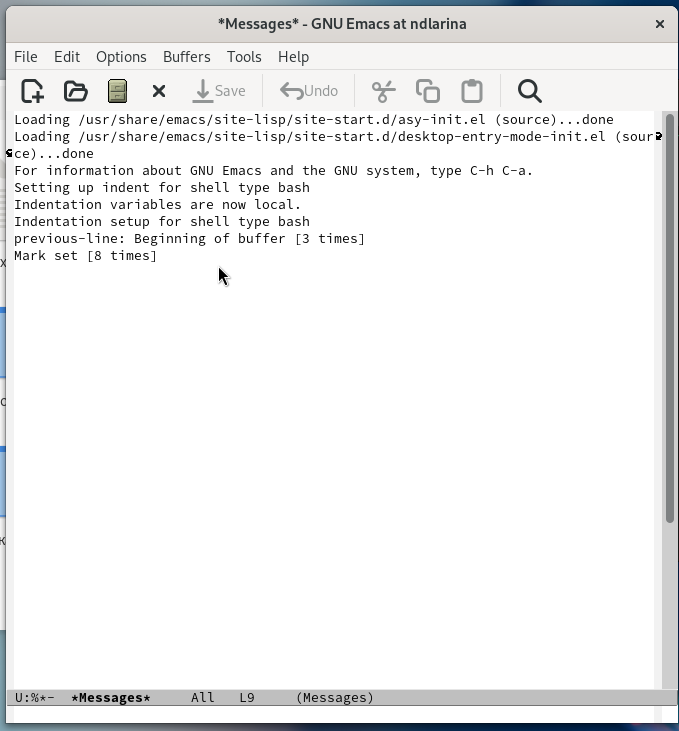 *Messages* - GNU Emacs at ndlarina
File Edit Options Buffers Tools Help
Save Undo
Loading /usr/share/emacs/site-lisp/site-start.d/asy-init.el (source)...done
Loading /usr/share/emacs/site-lisp/site-start.d/desktop-entry-mode-init.el (sour
ce)...done
For information about GNU Emacs and the GNU system, type C-h C-a.
Setting up indent for shell type bash
Indentation variables are now local.
Indentation setup for shell type bash
previous-line: Beginning of buffer [3 times]
Mark set [8 times]
U:%*- *Messages* All L9 (Messages)